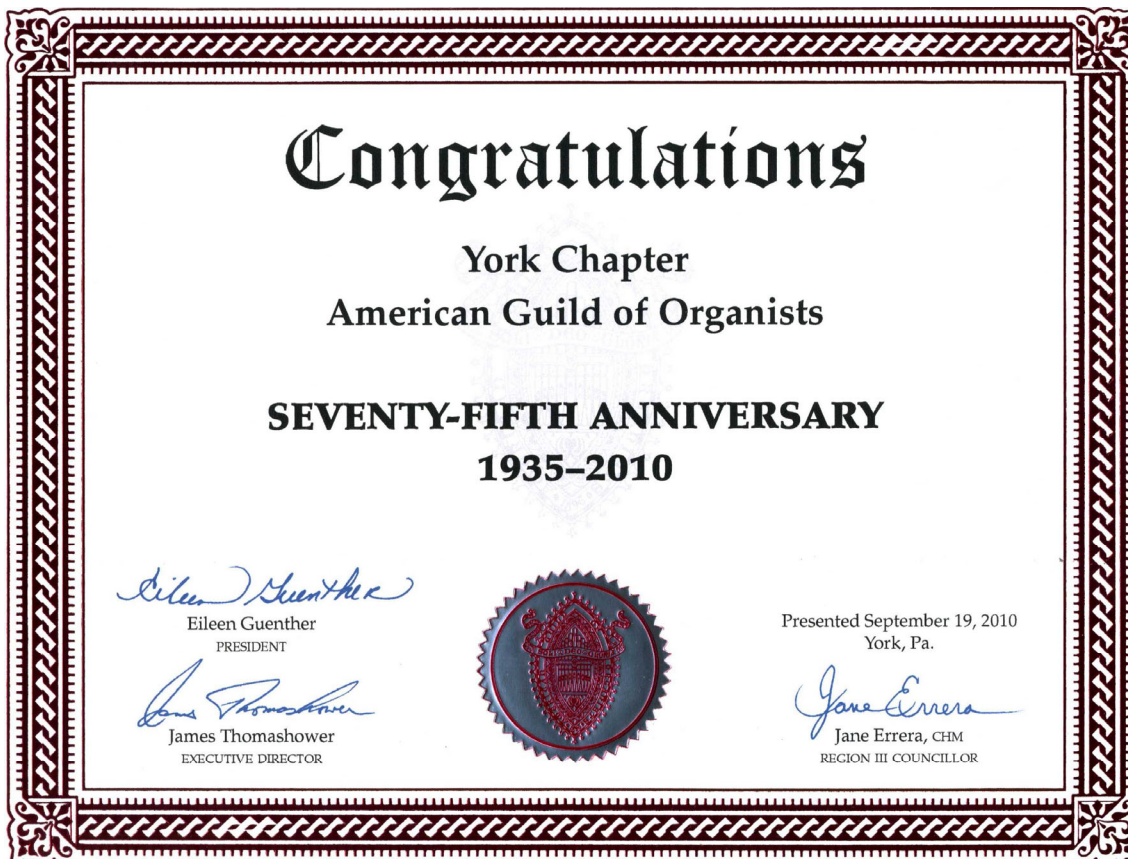 Congratulations
York Chapter
American Guild of Organists
SEVENTY-FIFTH ANNIVERSARY
1935–2010
Eileen Guenther
Eileen Guenther
PRESIDENT
James Thomashower
James Thomashower
EXECUTIVE DIRECTOR
Presented September 19, 2010
York, Pa.
Jane Errera
Jane Errera, CHM
REGION III COUNCILLOR